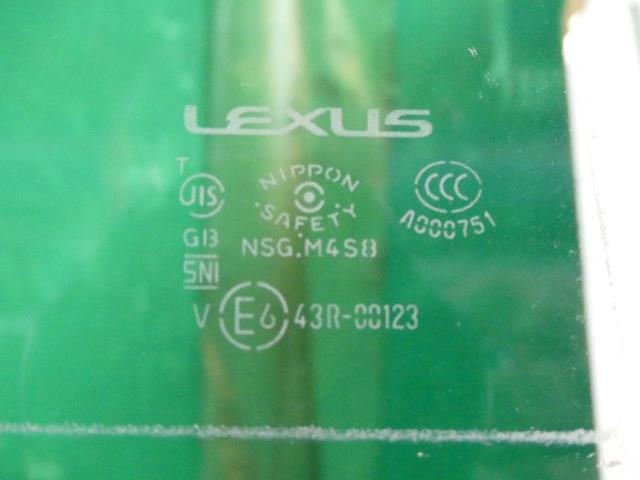 LEXUS
T
JIS
NIPPON
SAFETY
CCC
A000751
G13
NSG.M4S8
SNI
V E6 43R-00123